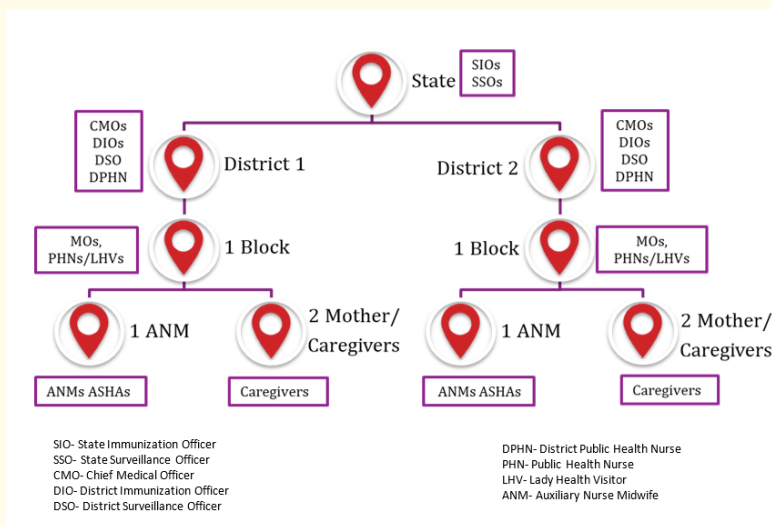 State
SIOs
SSOs
CMOs
DIOs
DSO
DPHN
District 1
District 2
CMOs
DIOs
DSO
DPHN
MOs,
PHNs/LHVs
1 Block
1 Block
MOs,
PHNs/LHVs
1 ANM
2 Mother/
Caregivers
1 ANM
2 Mother/
Caregivers
ANMs ASHAs
Caregivers
ANMs ASHAs
Caregivers
SIO- State Immunization Officer
SSO- State Surveillance Officer
CMO- Chief Medical Officer
DIO- District Immunization Officer
DSO- District Surveillance Officer
DPHN- District Public Health Nurse
PHN- Public Health Nurse
LHV- Lady Health Visitor
ANM- Auxiliary Nurse Midwife